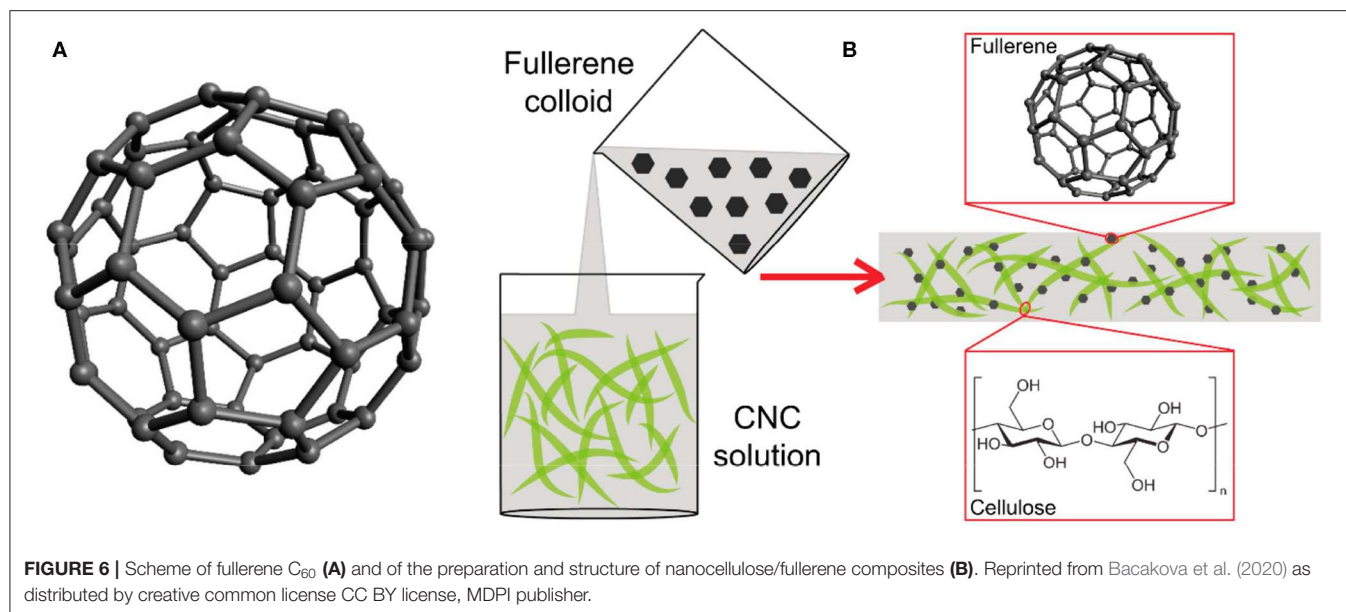 A
Fullerene
colloid
CNC
solution
B
Fullerene
OH
O
HO
OH
O
OH
HO
O
OH
O
n
Cellulose
FIGURE 6 | Scheme of fullerene C₆₀ (A) and of the preparation and structure of nanocellulose/fullerene composites (B). Reprinted from Bacakova et al. (2020) as
distributed by creative common license CC BY license, MDPI publisher.